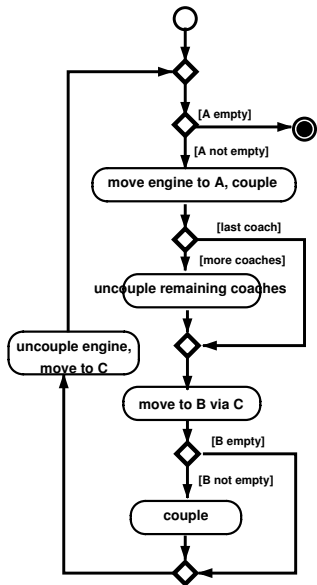 [A empty]
[A not empty]
move engine to A, couple
[last coach]
[more coaches]
uncouple remaining coaches
uncouple engine,
move to C
move to B via C
[B empty]
[B not empty]
couple